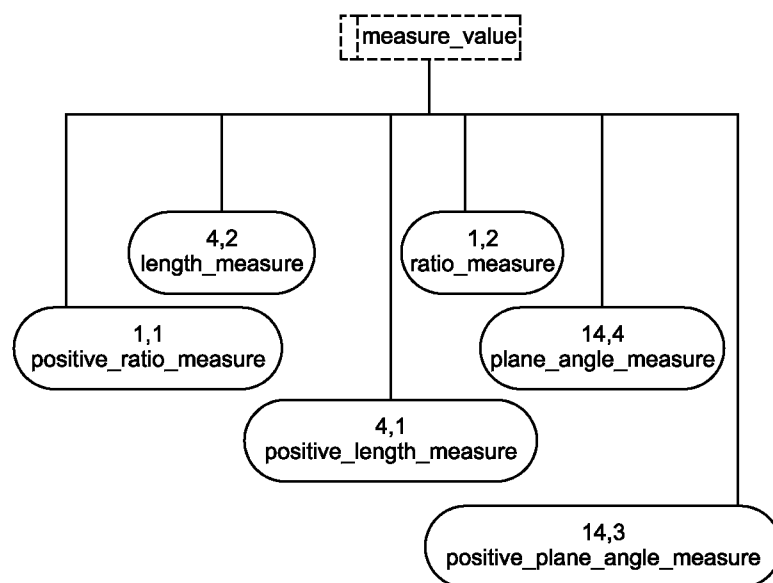 measure_value
4,2
length_measure
1,2
ratio_measure
1,1
positive_ratio_measure
14,4
plane_angle_measure
4,1
positive_length_measure
14,3
positive_plane_angle_measure